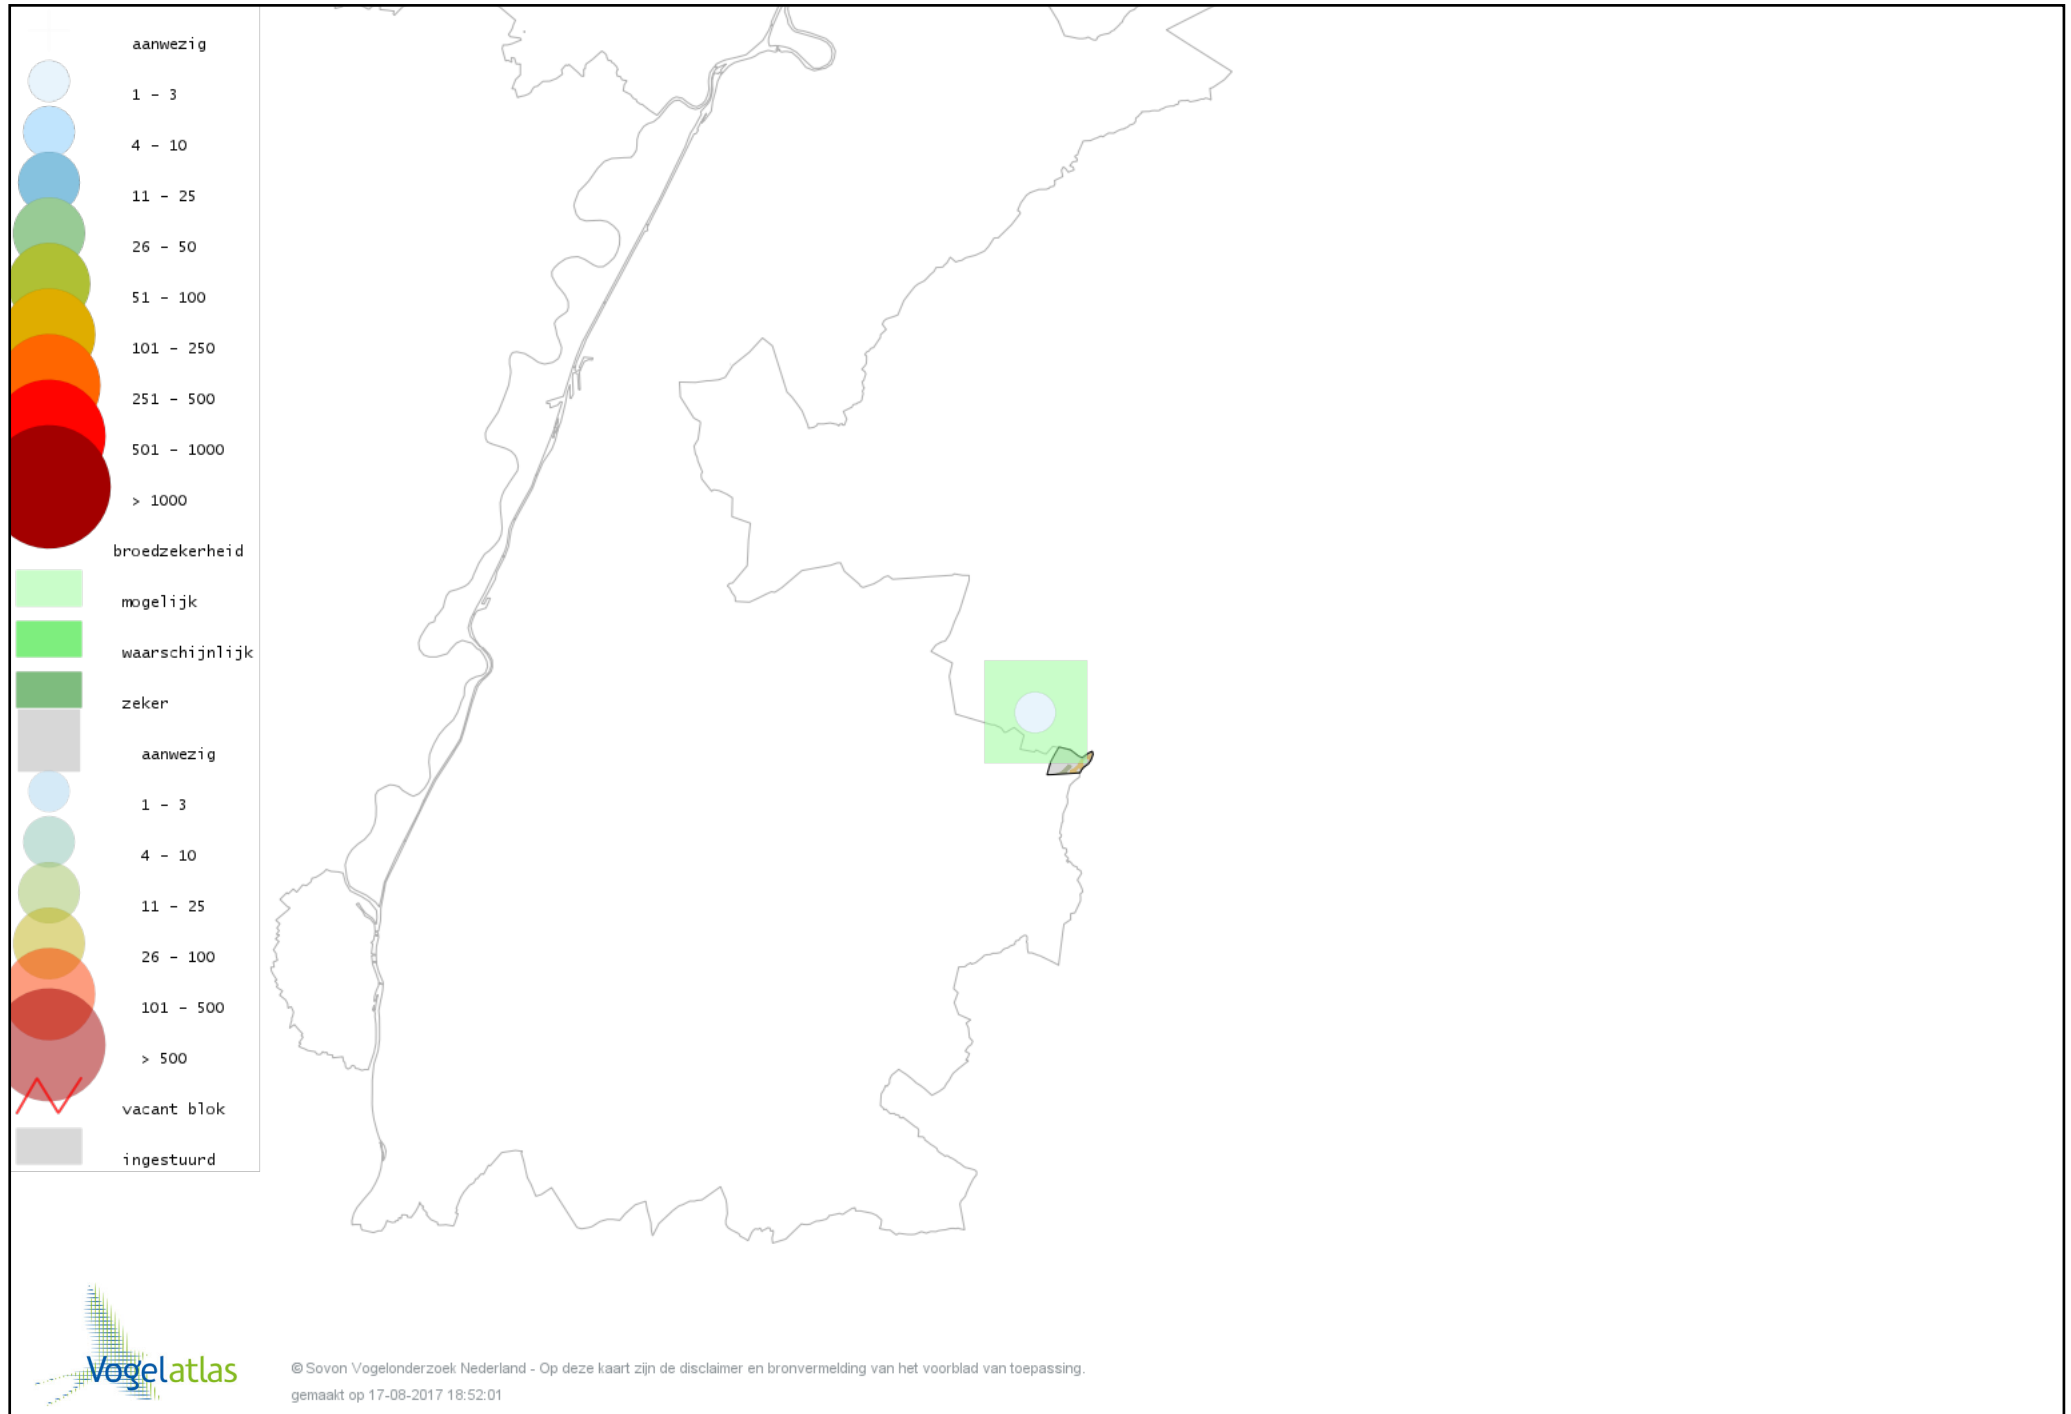 aanwezig
1 - 3
4 - 10
11 - 25
26 - 50
51 - 100
101 - 250
251 - 500
501 - 1000
> 1000
broedzekerheid
mogelijk
waarschijnlijk
zeker
aanwezig
1 - 3
4 - 10
11 - 25
26 - 100
101 - 500
> 500
vacant blok
ingestuurd
Vogelatlas
© Sovon Vogelonderzoek Nederland - Op deze kaart zijn de disclaimer en bronvermelding van het voorblad van toepassing.
gemaakt op 17-08-2017 18:52:01